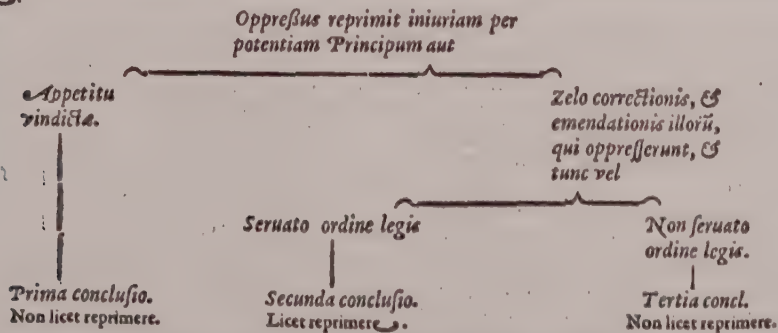 Oppreßus reprimit iniuriam per
potentiam Principum aut
Appetitu
vindictæ.
Zelo correctionis, &
emendationis illorū,
qui oppreſſerunt, &
tunc vel
Seruato ordine legis
Non ſeruato
ordine legis.
Prima concluſio.
Non licet reprimere.
Secunda concluſio.
Licet reprimere.
Tertia concl.
Non licet reprimere.